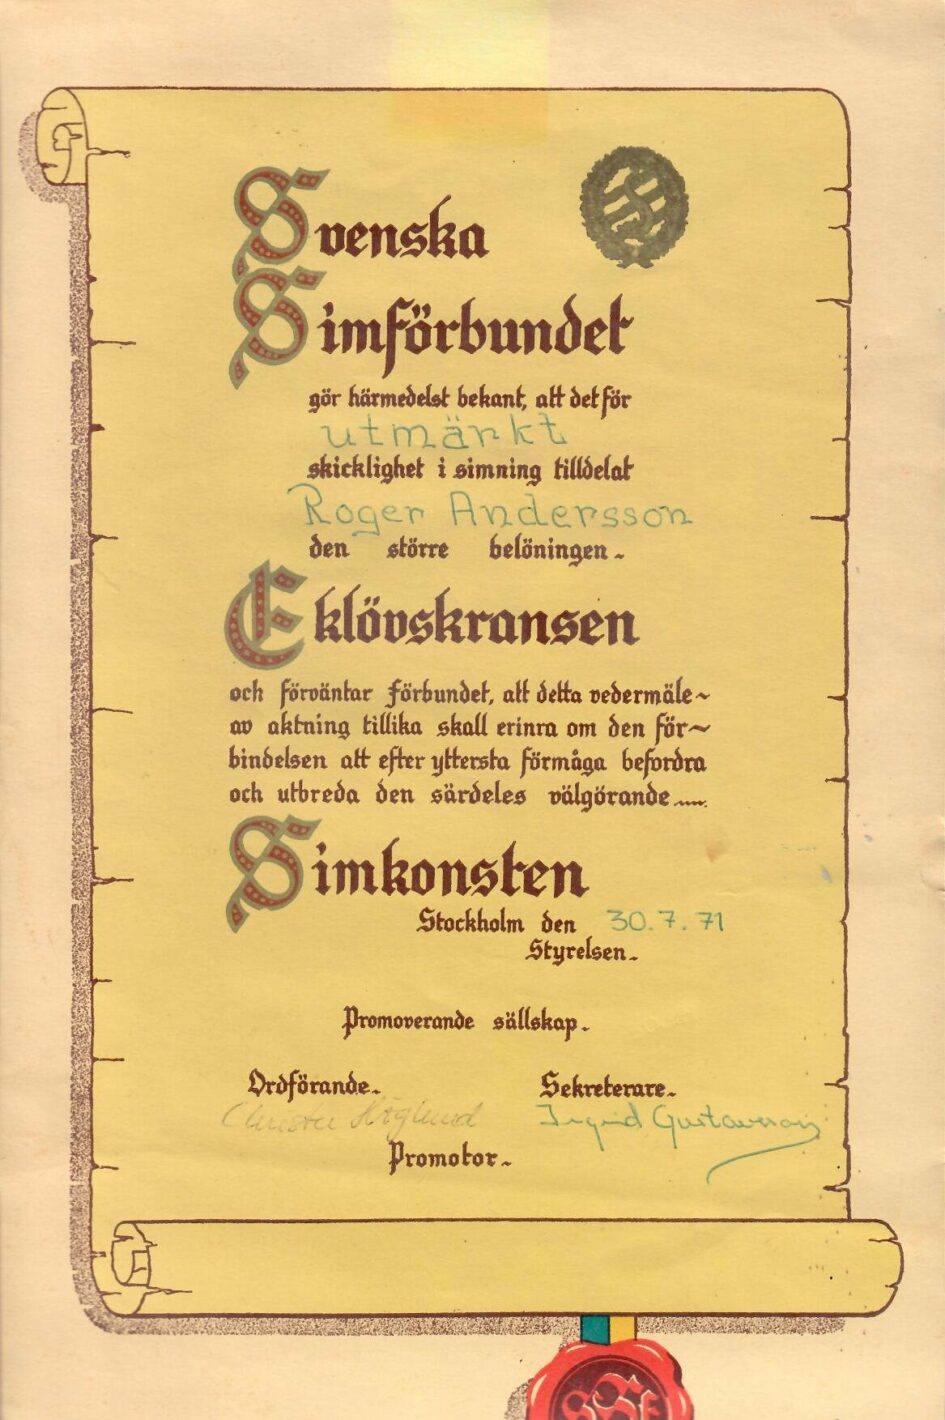 Svenska
Simförbundet
gör härmedelst bekant, att det för
utmärkt
skicklighet i simning tilldelat
Roger Andersson
den större belöningen
Eklövskransen
och förväntar förbundet, att detta vedermäle~
av aktning tillika skall erinra om den för~
bindelsen att efter yttersta förmåga befordra
och utbreda den särdeles välgörande
Simkonsten
Stockholm den 30.7.71
Styrelsen
Promoverande sällskap.
Ordförande. Sekreterare.
Christer Höglund Ingrid Gustavsson
Promotor.
SSF